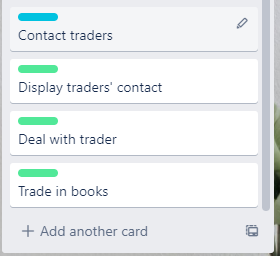 Contact traders
Display traders' contact
Deal with trader
Trade in books
Add another card